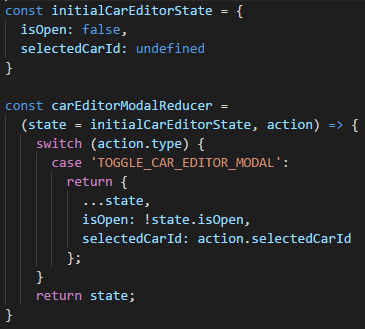 const initialCarEditorState = {
  isOpen: false,
  selectedCarId: undefined
}

const carEditorModalReducer =
  (state = initialCarEditorState, action) => {
    switch (action.type) {
      case 'TOGGLE_CAR_EDITOR_MODAL':
        return {
          ...state,
          isOpen: !state.isOpen,
          selectedCarId: action.selectedCarId
        };
    }
    return state;
}